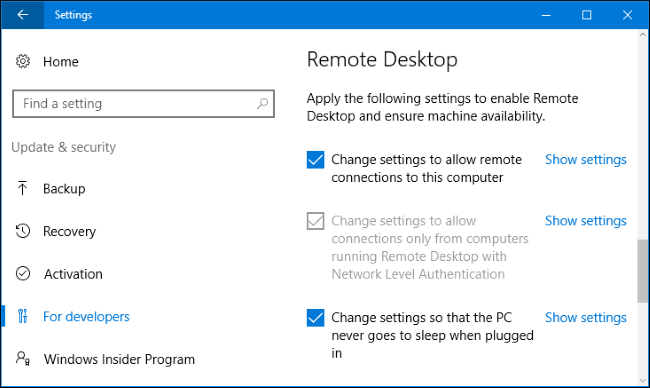 Settings
Home
Find a setting
Update & security
Backup
Recovery
Activation
For developers
Windows Insider Program
Remote Desktop
Apply the following settings to enable Remote
Desktop and ensure machine availability.
Change settings to allow remote
connections to this computer
Show settings
Change settings to allow
connections only from computers
running Remote Desktop with
Network Level Authentication
Show settings
Change settings so that the PC
never goes to sleep when plugged
in
Show settings